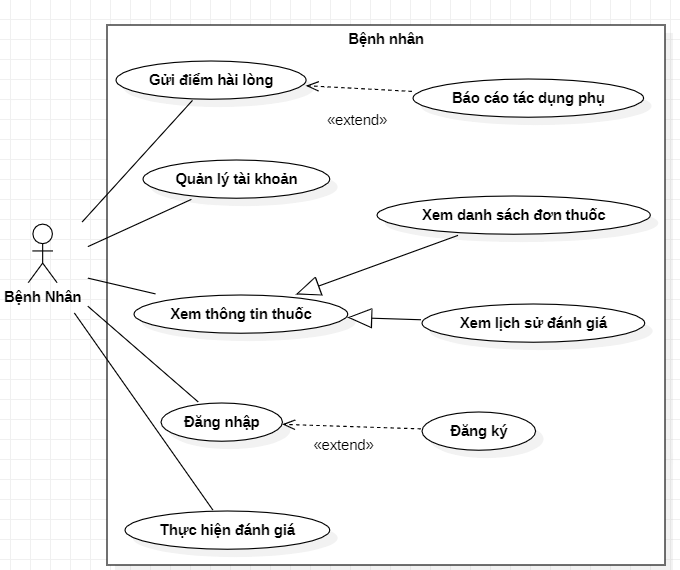 Bệnh nhân
Gửi điểm hài lòng
Báo cáo tác dụng phụ
«extend»
Quản lý tài khoản
Xem danh sách đơn thuốc
Bệnh Nhân
Xem thông tin thuốc
Xem lịch sử đánh giá
Đăng nhập
Đăng ký
«extend»
Thực hiện đánh giá